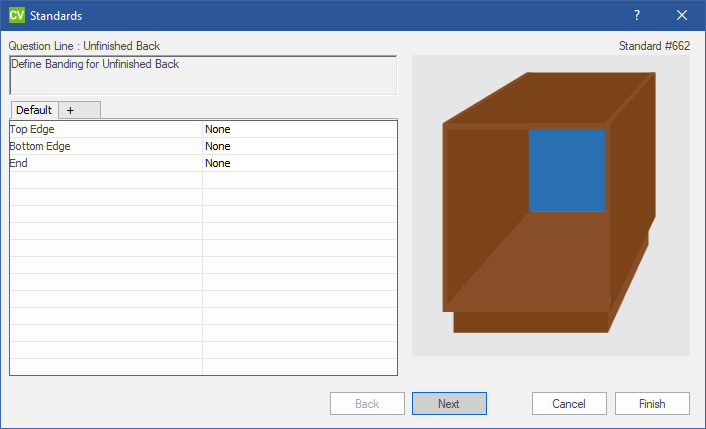 CV Standards ?
Question Line : Unfinished Back Standard #662
Define Banding for Unfinished Back
Default +
Top Edge None
Bottom Edge None
End None
Back Next Cancel Finish